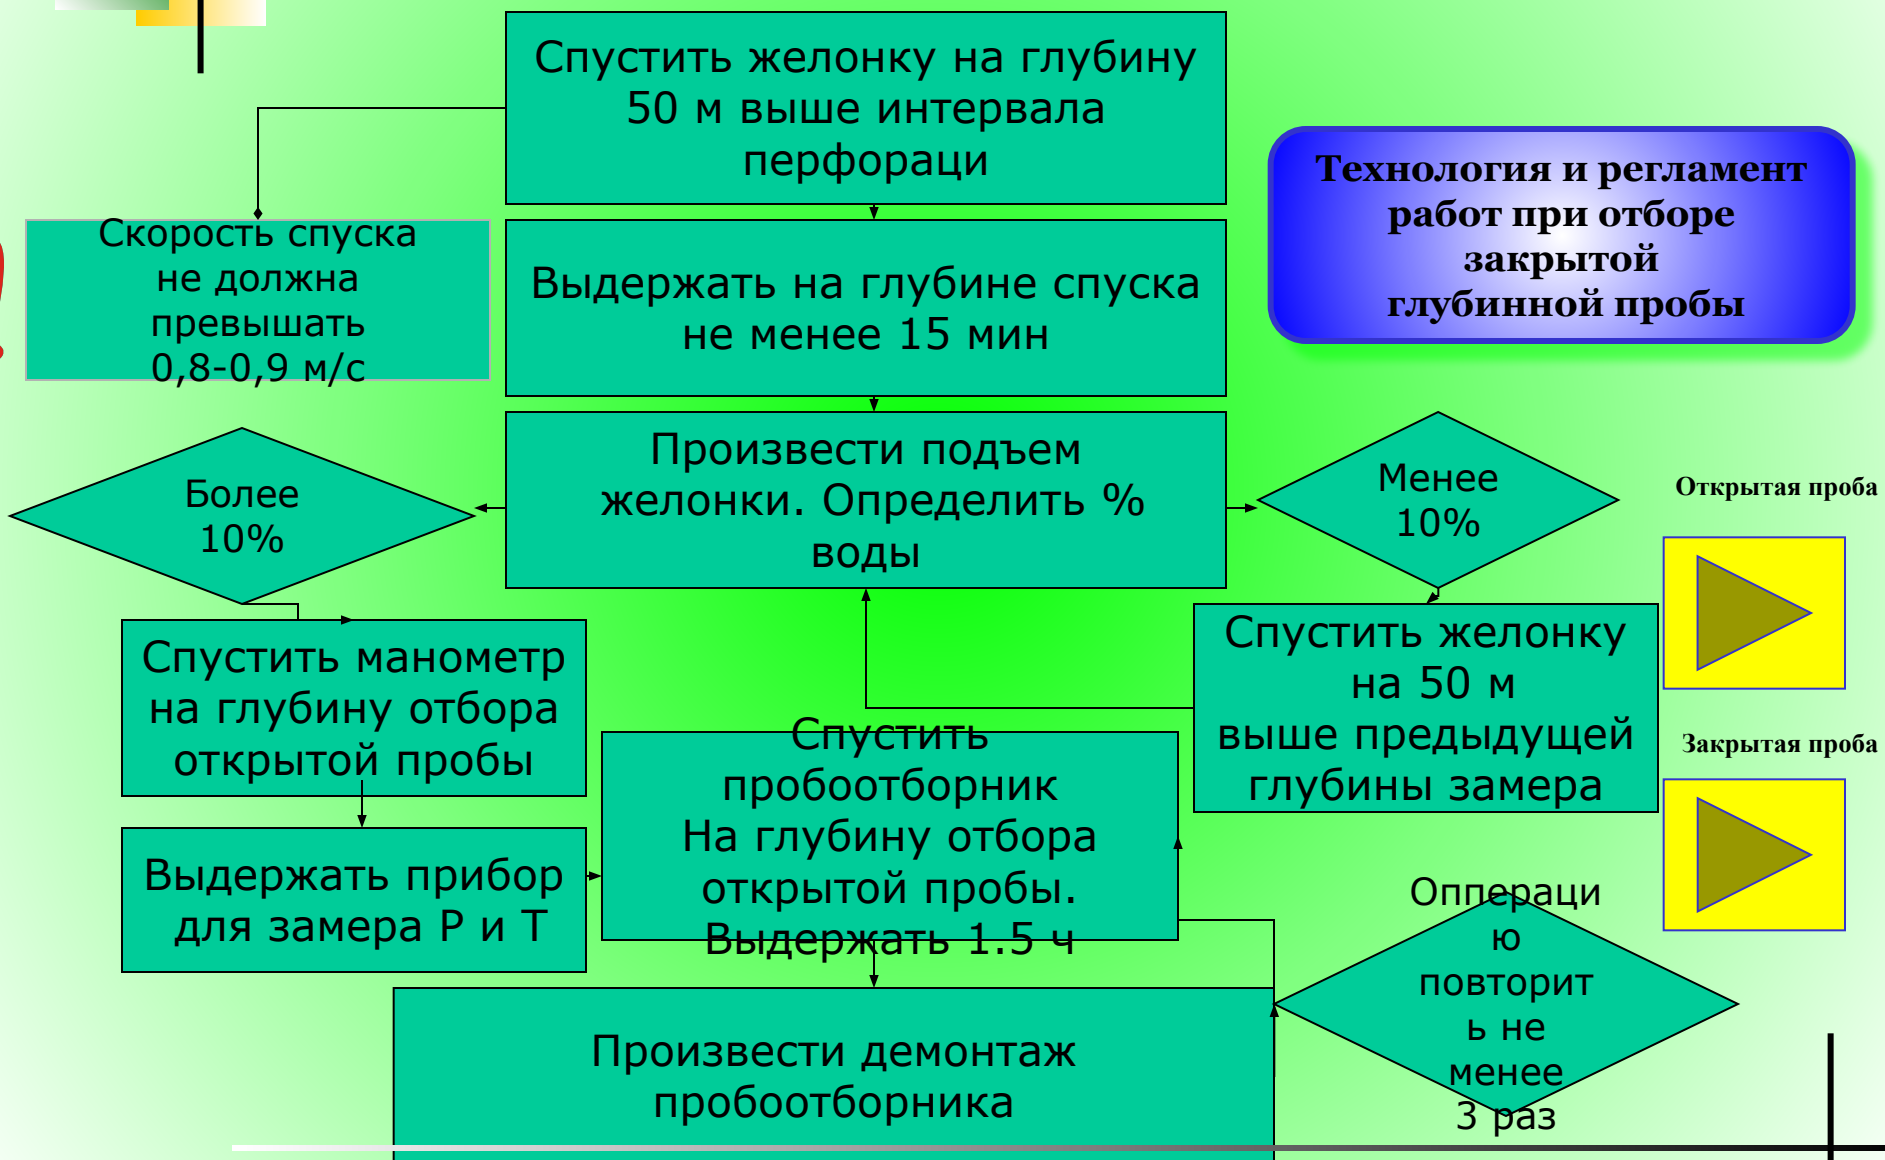 Спустить желонку на глубину
50 м выше интервала
перфораци
Технология и регламент
работ при отборе
закрытой
глубинной пробы
Скорость спуска
не должна
превышать
0,8-0,9 м/с
Выдержать на глубине спуска
не менее 15 мин
Более
10%
Произвести подъем
желонки. Определить %
воды
Менее
10%
Открытая проба
Спустить манометр
на глубину отбора
открытой пробы
Спустить желонку
на 50 м
выше предыдущей
глубины замера
Закрытая проба
Спустить
пробоотборник
На глубину отбора
открытой пробы.
Выдержать 1.5 ч
Выдержать прибор
для замера Р и Т
Опперaци
ю
повторит
ь не
менее
3 раз
Произвести демонтаж
пробоотборника